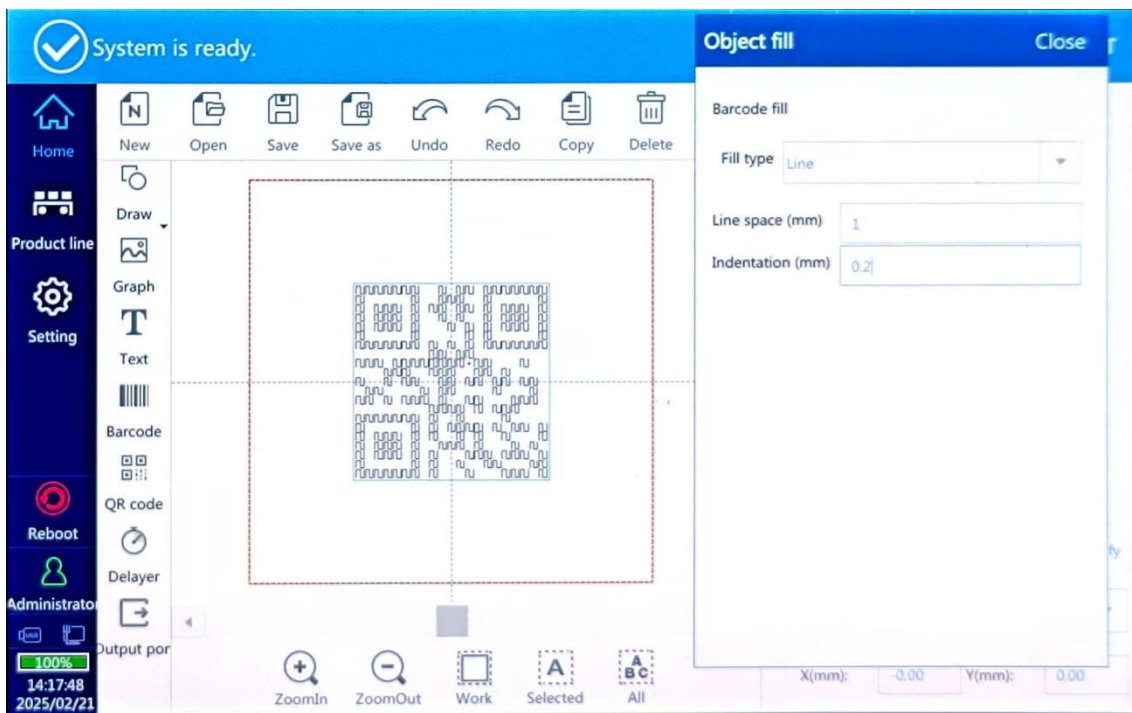 System is ready.
Object fill
Close
Home
Product line
Setting
Reboot
Administrato
100%
14:17:48
2025/02/21
New
Open
Save
Save as
Undo
Redo
Copy
Delete
Draw
Graph
Text
Barcode
QR code
Delayer
Output por
ZoomIn
ZoomOut
Work
Selected
All
Barcode fill
Fill type
Line
Line space (mm)
1
Indentation (mm)
0.2
X(mm):
-0.00
Y(mm):
0.00